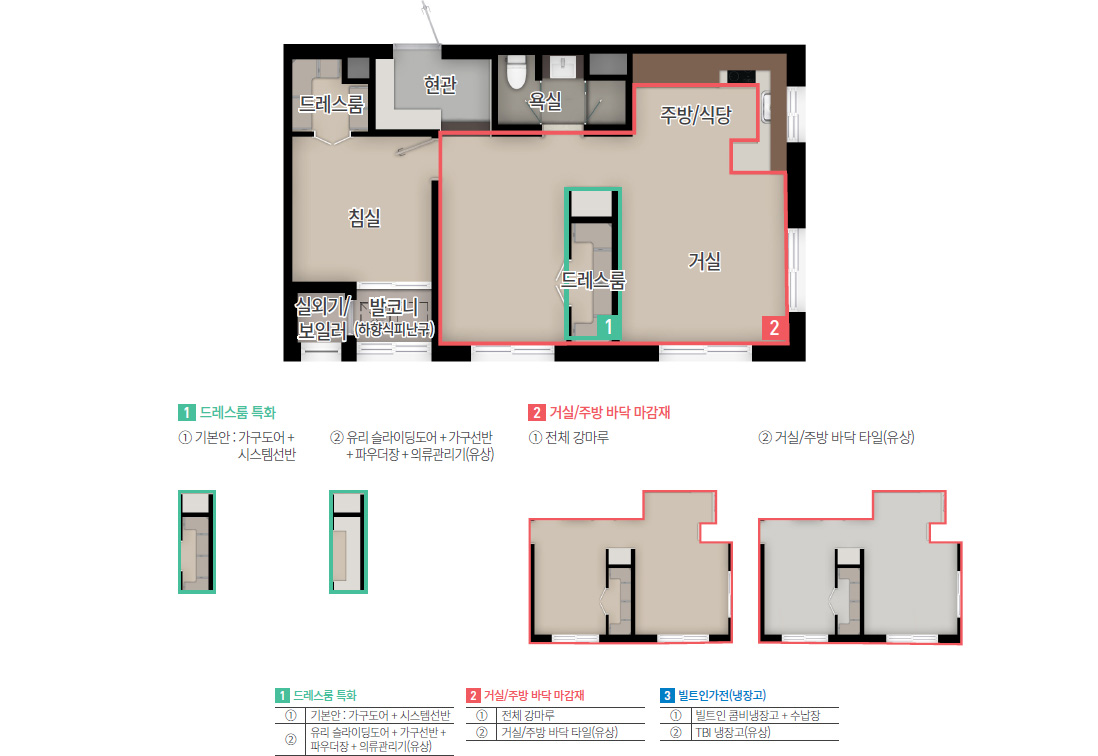 현관
욕실
드레스룸
주방/식당
침실
거실
드레스룸
실외기/
보일러
발코니
(하향식피난구)
1
2
1 드레스룸 특화
① 기본안 : 가구도어 +
시스템선반
② 유리 슬라이딩도어 + 가구선반
+ 파우더장 + 의류관리기(유상)
2 거실/주방 바닥 마감재
① 전체 강마루
② 거실/주방 바닥 타일(유상)
1 드레스룸 특화
① 기본안 : 가구도어 + 시스템선반
② 유리 슬라이딩도어 + 가구선반 +
파우더장 + 의류관리기(유상)
2 거실/주방 바닥 마감재
① 전체 강마루
② 거실/주방 바닥 타일(유상)
3 빌트인가전(냉장고)
① 빌트인 콤비냉장고 + 수납장
② TBI 냉장고(유상)